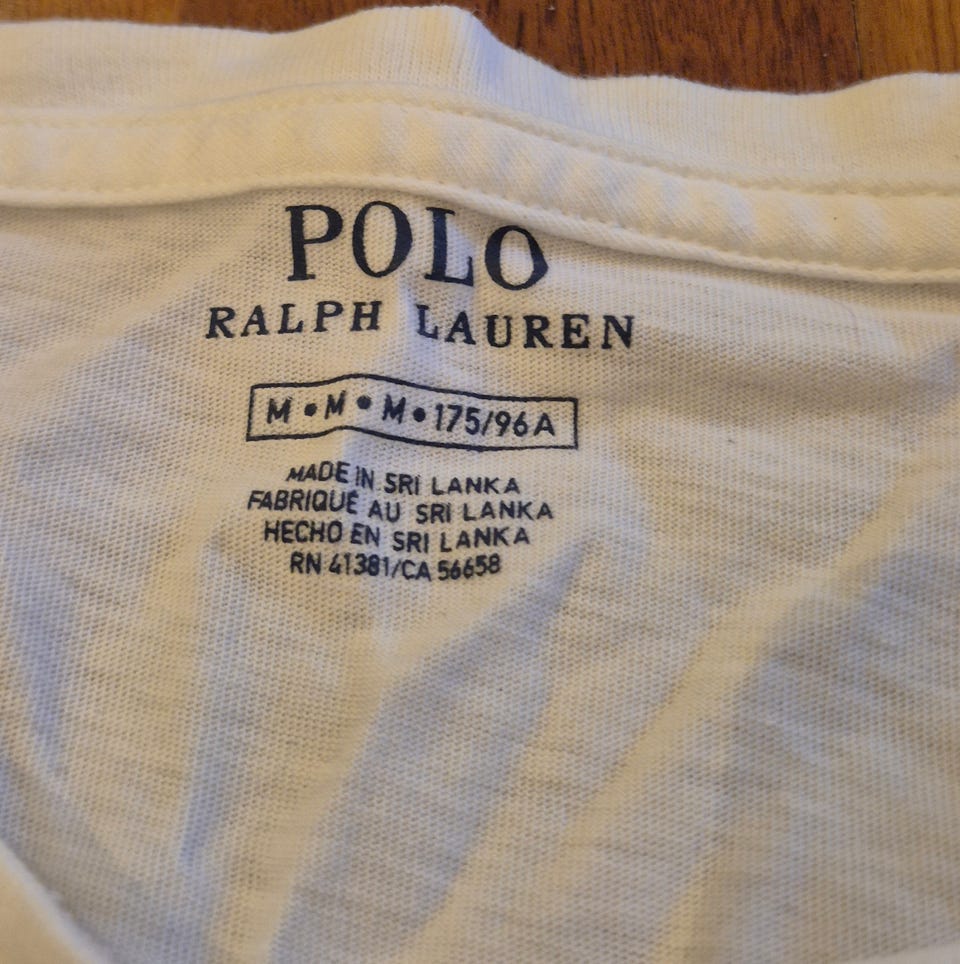 POLO
RALPH LAUREN
M • M • M • 175/96A
MADE IN SRI LANKA
FABRIQUÉ AU SRI LANKA
HECHO EN SRI LANKA
RN 41381/CA 56658